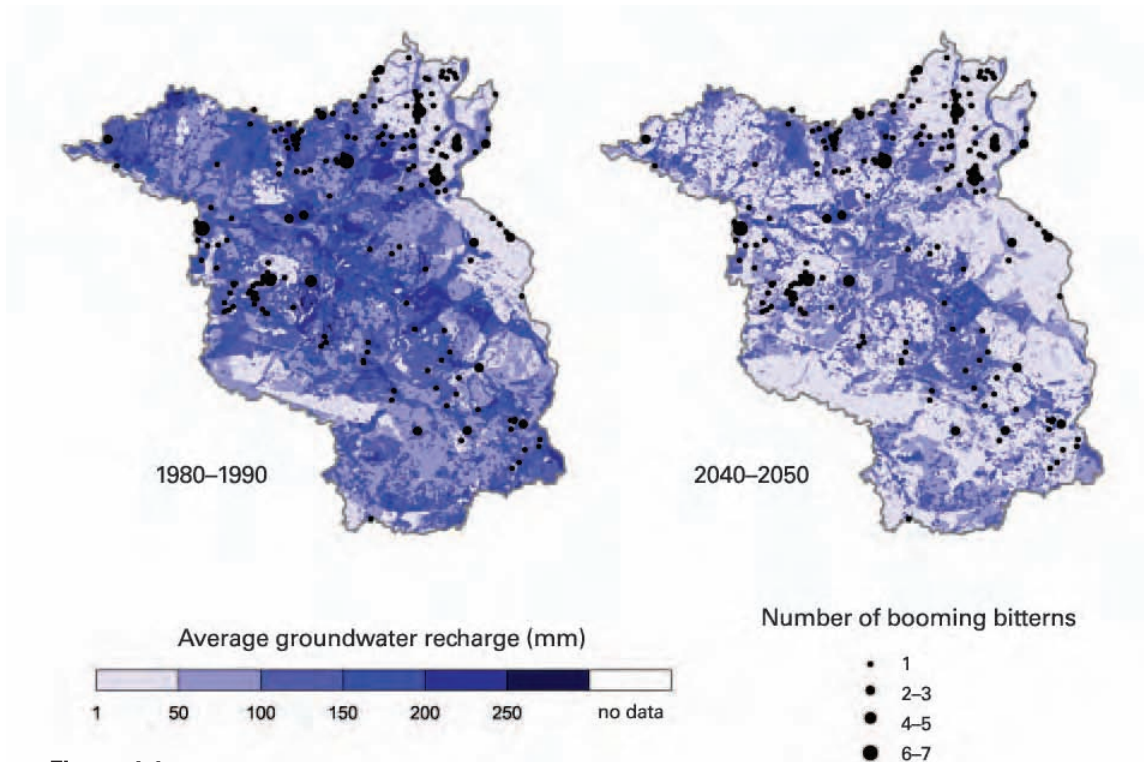 1980–1990
2040–2050
Number of booming bitterns
Average groundwater recharge (mm)
1
2–3
4–5
6–7
1 50 100 150 200 250 no data